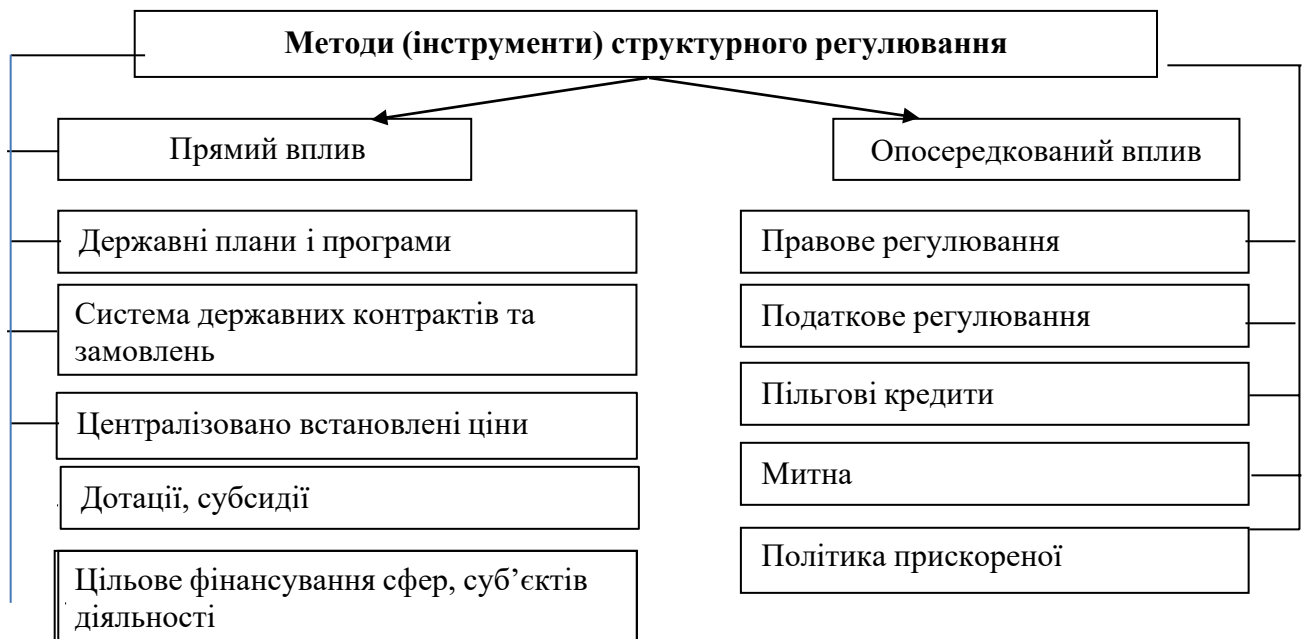 Методи (інструменти) структурного регулювання
Прямий вплив
Опосередкований вплив
Державні плани і програми
Система державних контрактів та
замовлень
Централізовано встановлені ціни
Дотації, субсидії
Цільове фінансування сфер, суб’єктів
діяльності
Правове регулювання
Податкове регулювання
Пільгові кредити
Митна
Політика прискореної